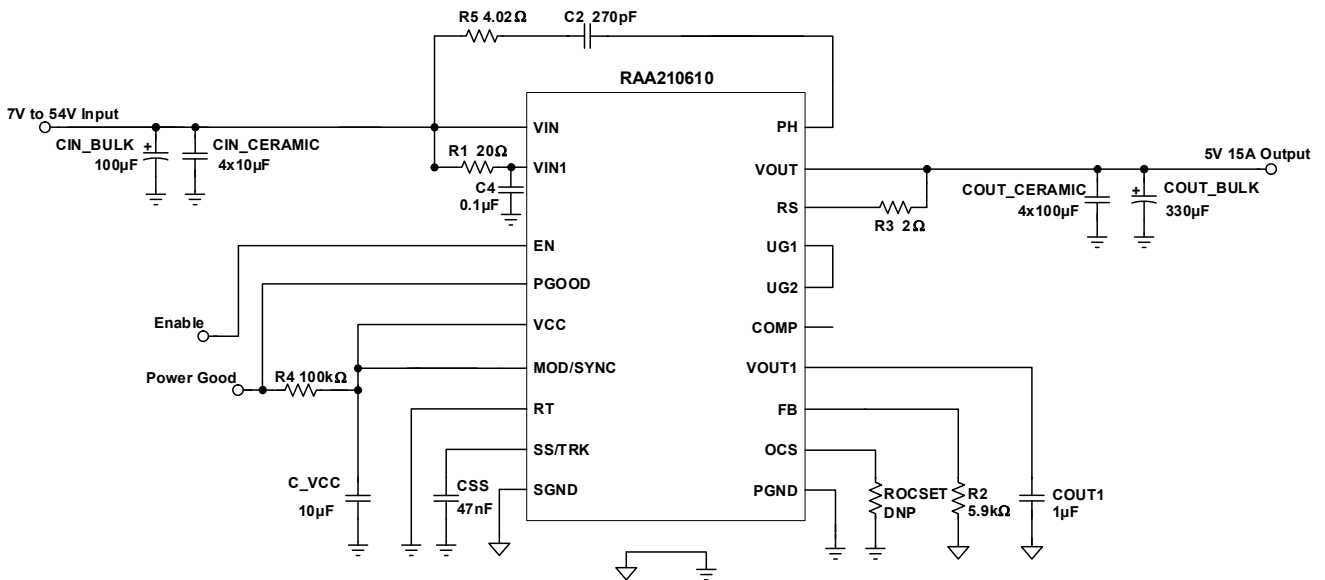 R5 4.02Ω
C2 270pF
RAA210610
7V to 54V Input
CIN_BULK
100µF
+
CIN_CERAMIC
4x10µF
R1 20Ω
C4
0.1µF
VIN
VIN1
EN
PGOOD
VCC
MOD/SYNC
RT
SS/TRK
SGND
PH
VOUT
RS
UG1
UG2
COMP
VOUT1
FB
OCS
PGND
Enable
Power Good
R4 100kΩ
C_VCC
10µF
CSS
47nF
5V 15A Output
COUT_CERAMIC
4x100µF
+
COUT_BULK
330µF
R3 2Ω
ROCSET
DNP
R2
5.9kΩ
COUT1
1µF